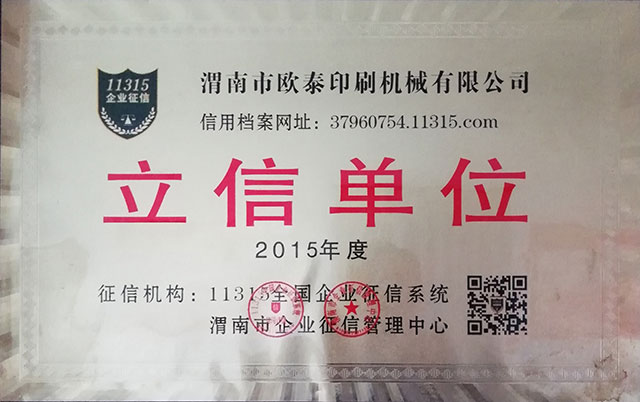 11315
企业征信
渭南市欧泰印刷机械有限公司
信用档案网址：37960754.11315.com
立信单位
2015年度
征信机构：11315全国企业征信系统
渭南市企业征信管理中心